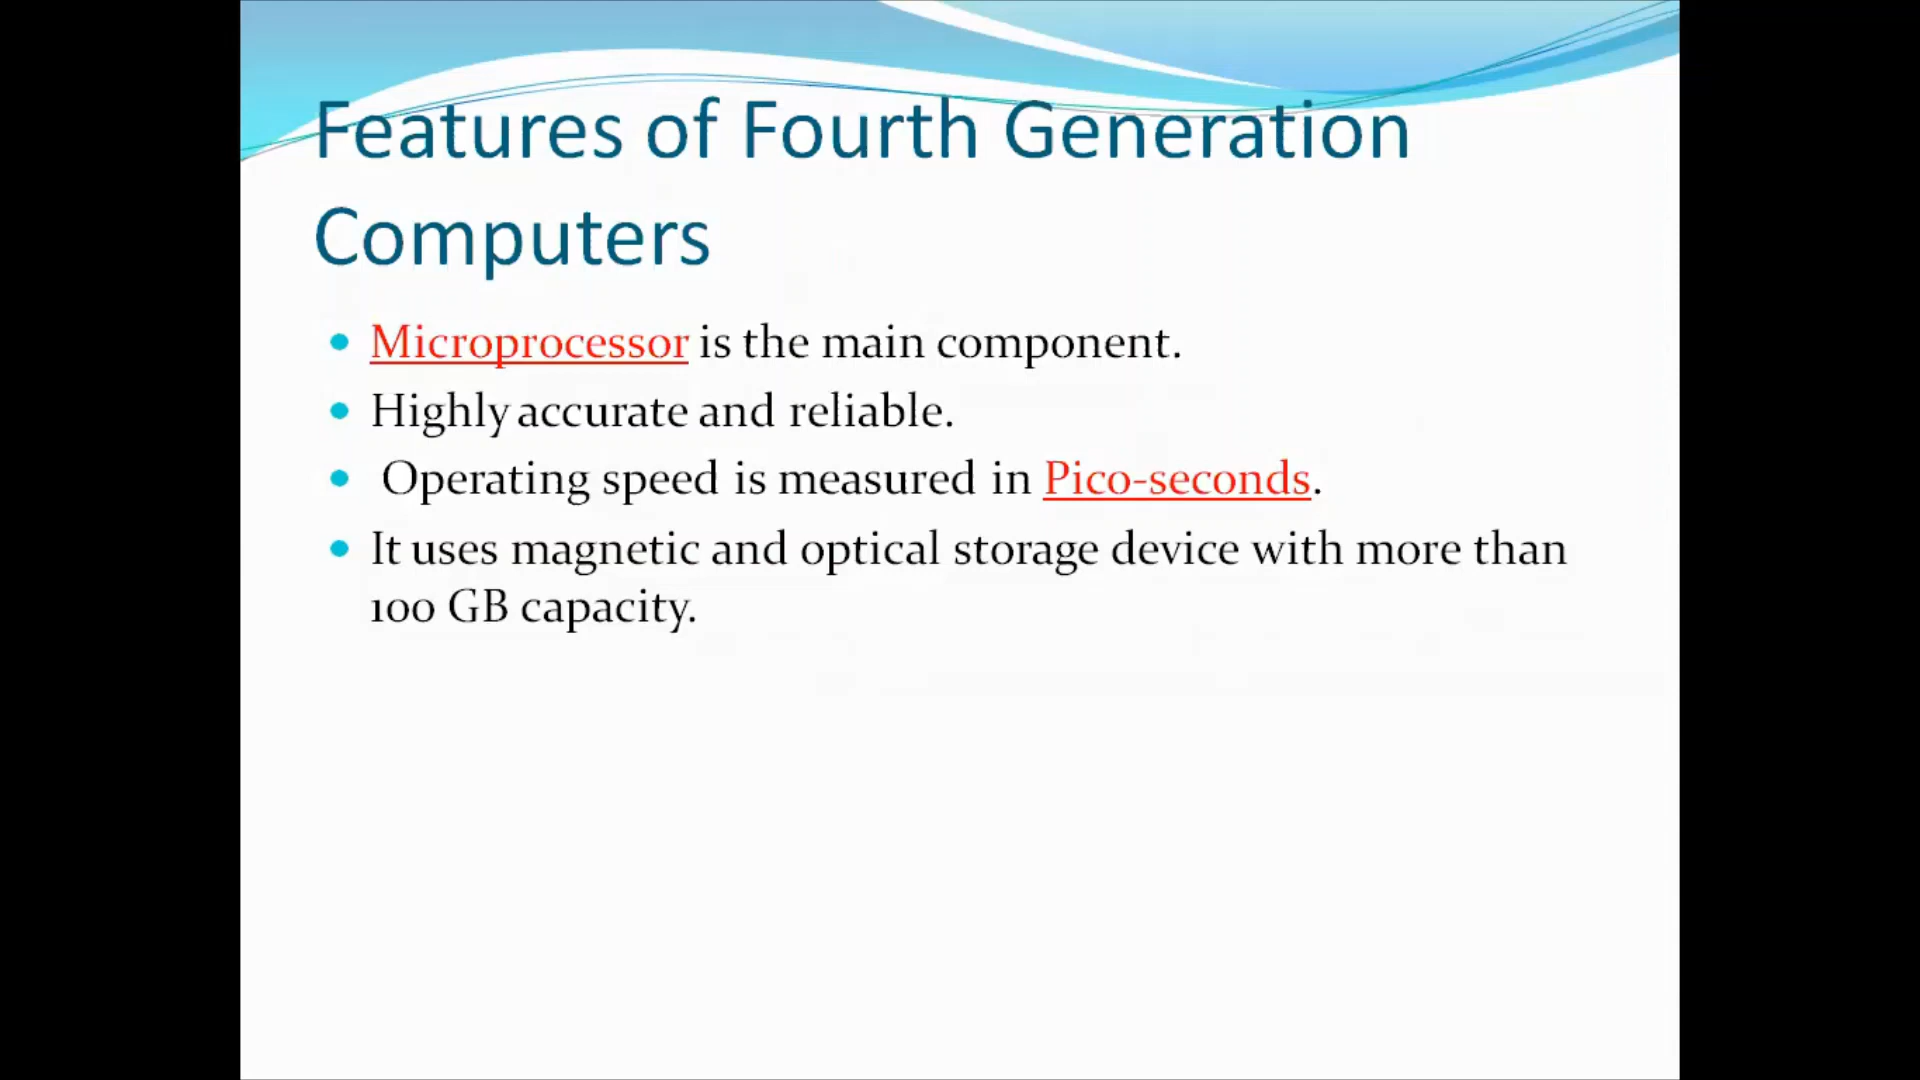 Features of Fourth Generation
Computers
Microprocessor is the main component.
Highly accurate and reliable.
Operating speed is measured in Pico-seconds.
It uses magnetic and optical storage device with more than
100 GB capacity.